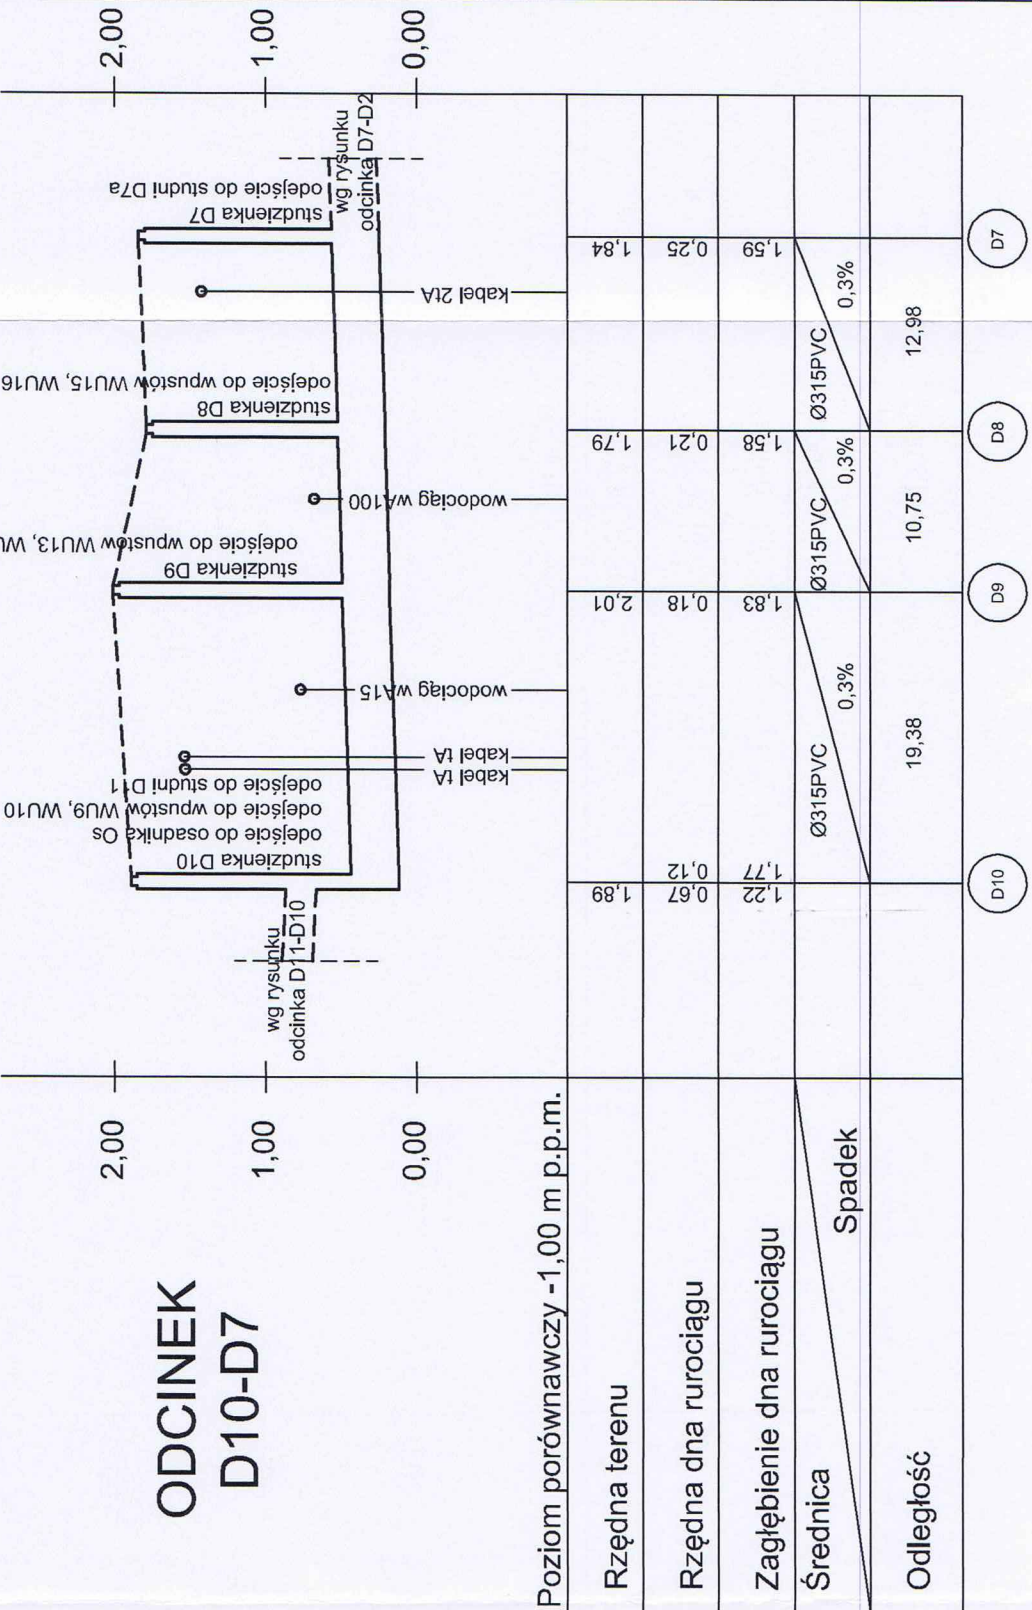 ODCINEK
D10-D7
2,00
1,00
0,00
2,00
1,00
0,00
wg rysunku
odcinka D11-D10
studzienka D10
odejście do osadnika Os
odejście do wpustów WU9, WU10
odejście do studni D11
kabel tA
kabel tA
wodociąg wA15
studzienka D9
odejście do wpustów WU13,
wodociąg wA100
studzienka D8
odejście do wpustów WU15, WU16
kabel 2tA
studzienka D7
odejście do studni D7a
wg rysunku
odcinka D7-D2
Poziom porównawczy -1,00 m p.p.m.
Rzędna terenu
1,89
2,01
1,79
1,84
Rzędna dna rurociągu
0,67
0,12
0,18
0,21
0,25
Zagłębienie dna rurociągu
1,22
1,77
1,83
1,58
1,59
Średnica
Spadek
Ø315PVC
0,3%
Ø315PVC
0,3%
Ø315PVC
0,3%
Odległość
19,38
10,75
12,98
D10
D9
D8
D7